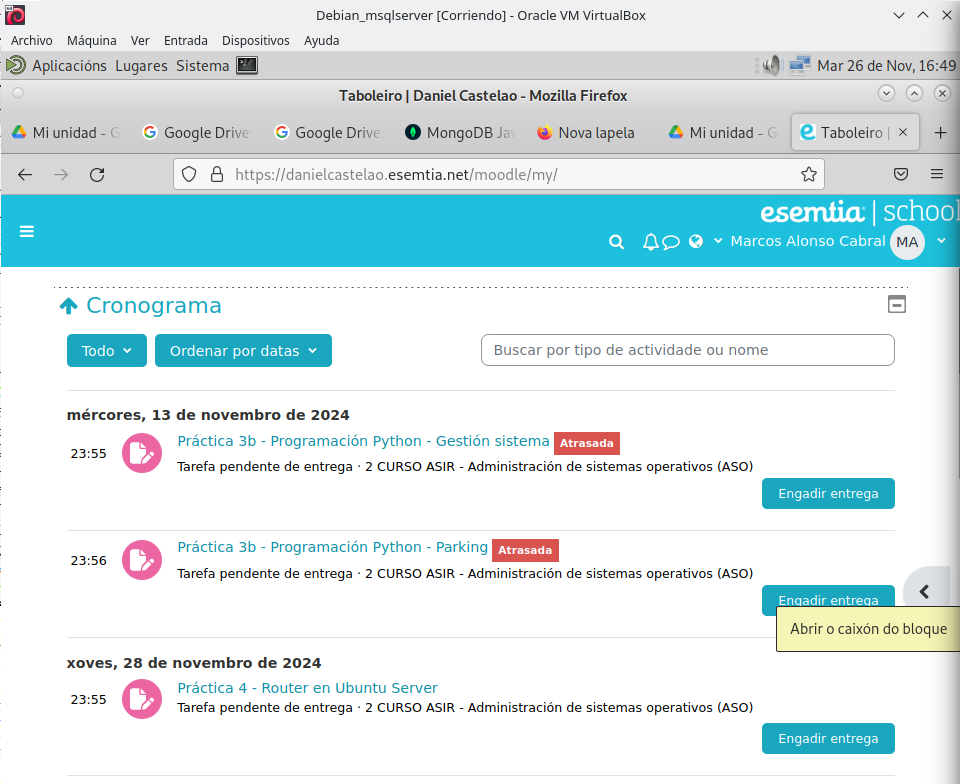 Debian_msqlserver [Corriendo] - Oracle VM VirtualBox
Archivo Máquina Ver Entrada Dispositivos Ayuda
Aplicacións Lugares Sistema Mar 26 de Nov, 16:49
Taboleiro | Daniel Castelao - Mozilla Firefox
Mi unidad - G Google Drive Google Drive MongoDB Jav Nova lapela Mi unidad - G Taboleiro |
https://danielcastelao.esemtia.net/moodle/my/
esemtia | school
Marcos Alonso Cabral MA
Cronograma
Todo Ordenar por datas Buscar por tipo de actividade ou nome
mércores, 13 de novembro de 2024
Práctica 3b - Programación Python - Gestión sistema Atrasada
23:55
Tarefa pendente de entrega · 2 CURSO ASIR - Administración de sistemas operativos (ASO)
Engadir entrega
Práctica 3b - Programación Python - Parking Atrasada
23:56
Tarefa pendente de entrega · 2 CURSO ASIR - Administración de sistemas operativos (ASO)
Engadir entrega
Abrir o caixón do bloque
xoves, 28 de novembro de 2024
Práctica 4 - Router en Ubuntu Server
23:55
Tarefa pendente de entrega · 2 CURSO ASIR - Administración de sistemas operativos (ASO)
Engadir entrega